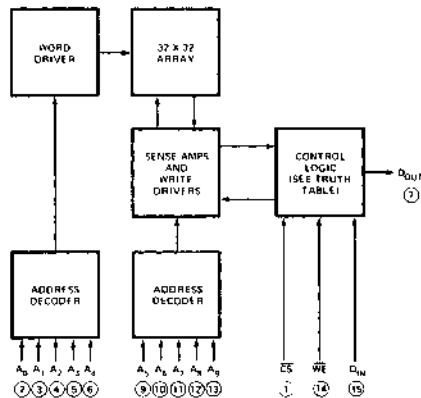 WORD
DRIVER
32 X 32
ARRAY
SENSE AMPS
AND
WRITE
DRIVERS
CONTROL
LOGIC
(SEE TRUTH
TABLE)
DOUT
7
ADDRESS
DECODER
ADDRESS
DECODER
A0 A1 A2 A3 A4
2 3 4 5 6
A5 A6 A7 A8 A9
9 10 11 12 13
CS WE DIN
1 14 15